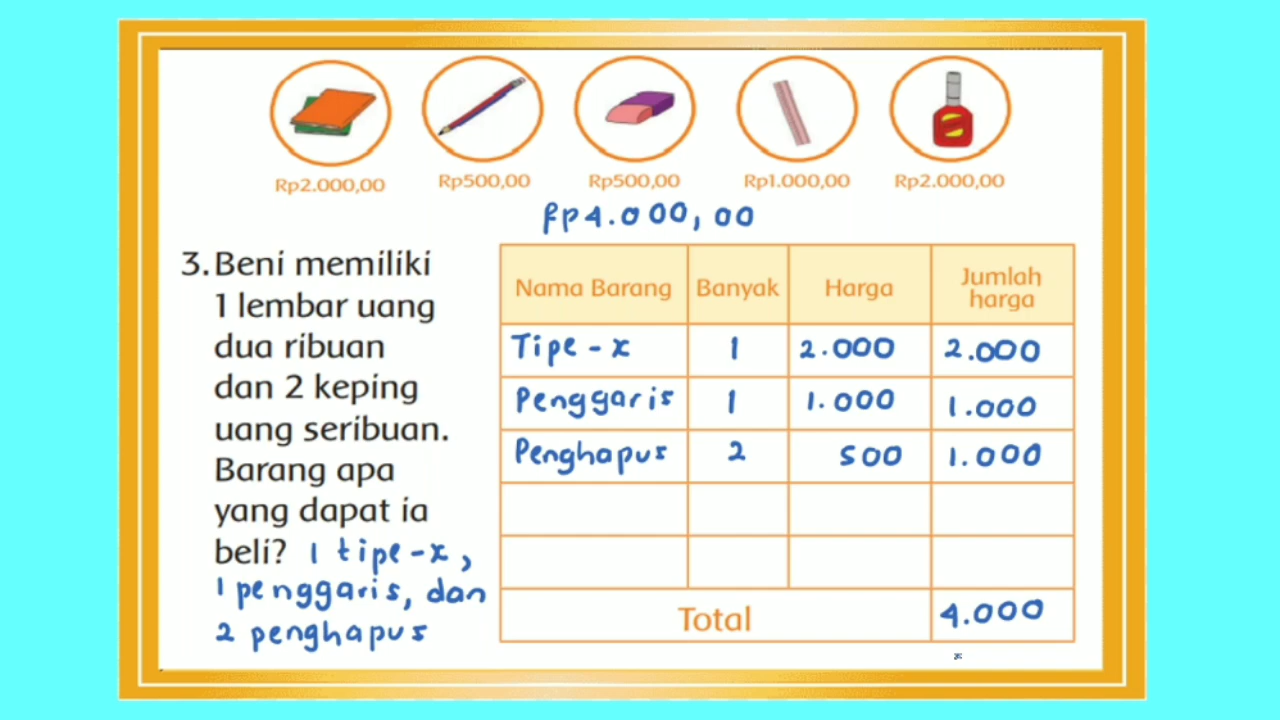 Rp2.000,00 Rp500,00 Rp500,00 Rp1.000,00 Rp2.000,00
Rp4.000,00
3. Beni memiliki
1 lembar uang
dua ribuan
dan 2 keping
uang seribuan.
Barang apa
yang dapat ia
beli? 1 tipe-x,
1 penggaris, dan
2 penghapus
Nama Barang Banyak Harga Jumlah harga
Tipe-x 1 2.000 2.000
Penggaris 1 1.000 1.000
Penghapus 2 500 1.000
Total 4.000